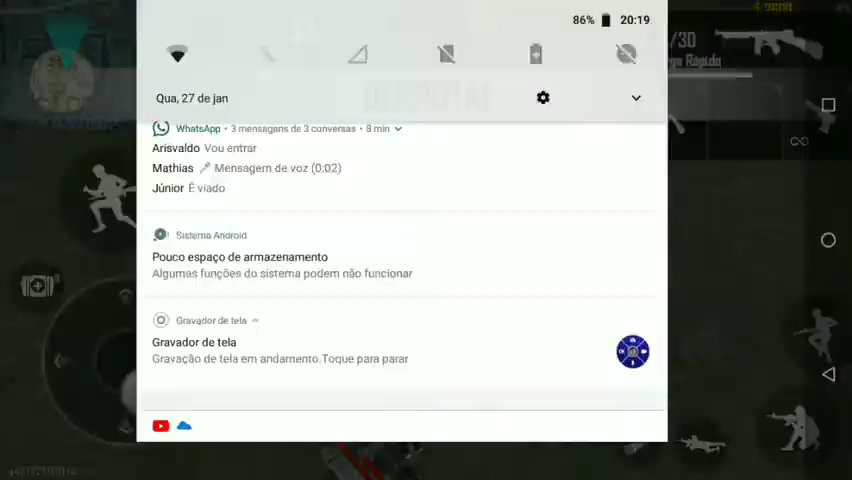 86% 20:19
/30
Rápida
Qua, 27 de jan
WhatsApp • 3 mensagens de 3 conversas • 8 min
Arisvaldo Vou entrar
Mathias Mensagem de voz (0:02)
Júnior É viado
Sistema Android
Pouco espaço de armazenamento
Algumas funções do sistema podem não funcionar
Gravador de tela
Gravador de tela
Gravação de tela em andamento.Toque para parar